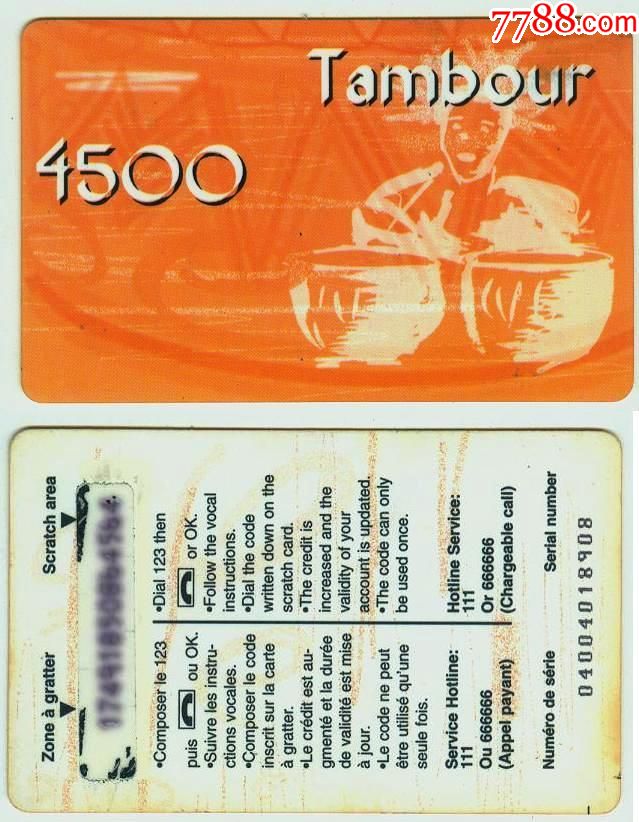 7788.com
Tambour
4500
Zone à gratter
Scratch area
•Composer le 123
puis ou OK.
•Suivre les instru-
ctions vocales.
•Composer le code
inscrit sur la carte
à gratter.
•Le crédit est au-
gmenté et la durée
de validité est mise
à jour.
•Le code ne peut
être utilisé qu'une
seule fois.
•Dial 123 then
or OK.
•Follow the vocal
instructions.
•Dial the code
written down on the
scratch card.
•The credit is
increased and the
validity of your
account is updated.
•The code can only
be used once.
Service Hotline:
111
Ou 666666
(Appel payant)
Hotline Service:
111
Or 666666
(Chargeable call)
Numéro de série
Serial number
04004018908